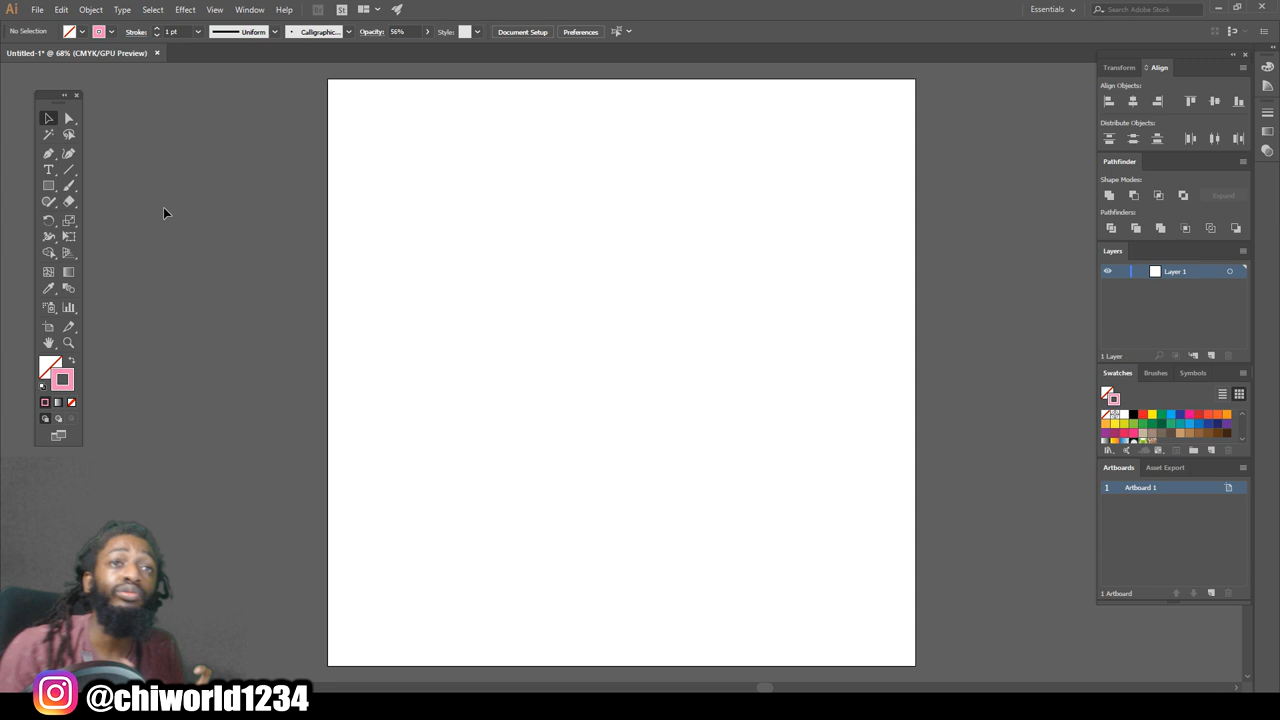 Ai File Edit Object Type Select Effect View Window Help Br St Essentials Search Adobe Stock
No Selection Stroke: 1 pt Uniform Calligraphic... Opacity: 56% Style: Document Setup Preferences
Untitled-1* @ 68% (CMYK/GPU Preview)
Transform Align
Align Objects:
Distribute Objects:
Pathfinder
Shape Modes:
Expand
Pathfinders:
Layers
Layer 1
1 Layer
Swatches Brushes Symbols
Artboards Asset Export
1 Artboard 1
1 Artboard
@chiworld1234